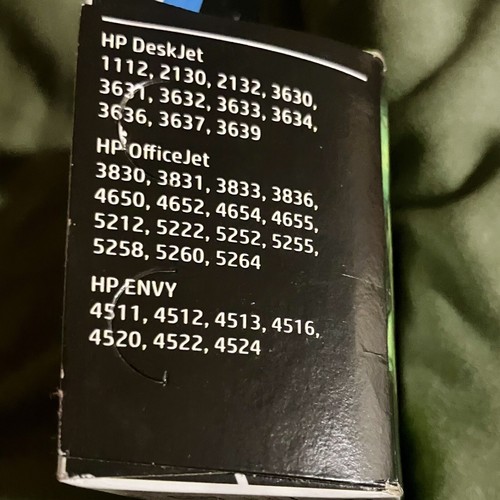 HP DeskJet
1112, 2130, 2132, 3630,
3631, 3632, 3633, 3634,
3636, 3637, 3639
HP OfficeJet
3830, 3831, 3833, 3836,
4650, 4652, 4654, 4655,
5212, 5222, 5252, 5255,
5258, 5260, 5264
HP ENVY
4511, 4512, 4513, 4516,
4520, 4522, 4524